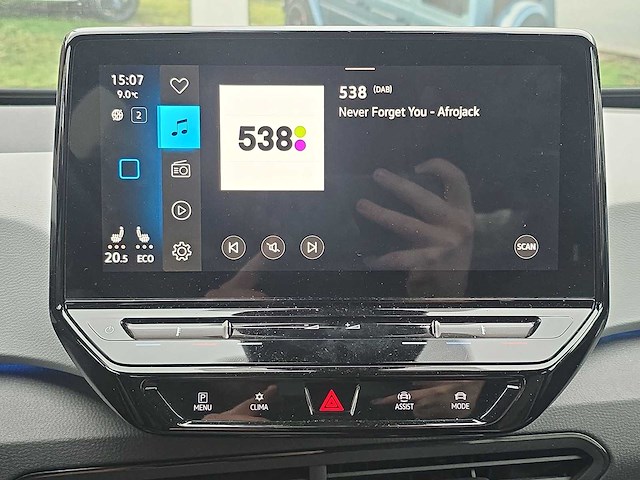 15:07
9.0°C
2
538
538 (DAB)
Never Forget You - Afrojack
20.5 ECO
SCAN
P
MENU
CLIMA
ASSIST
MODE